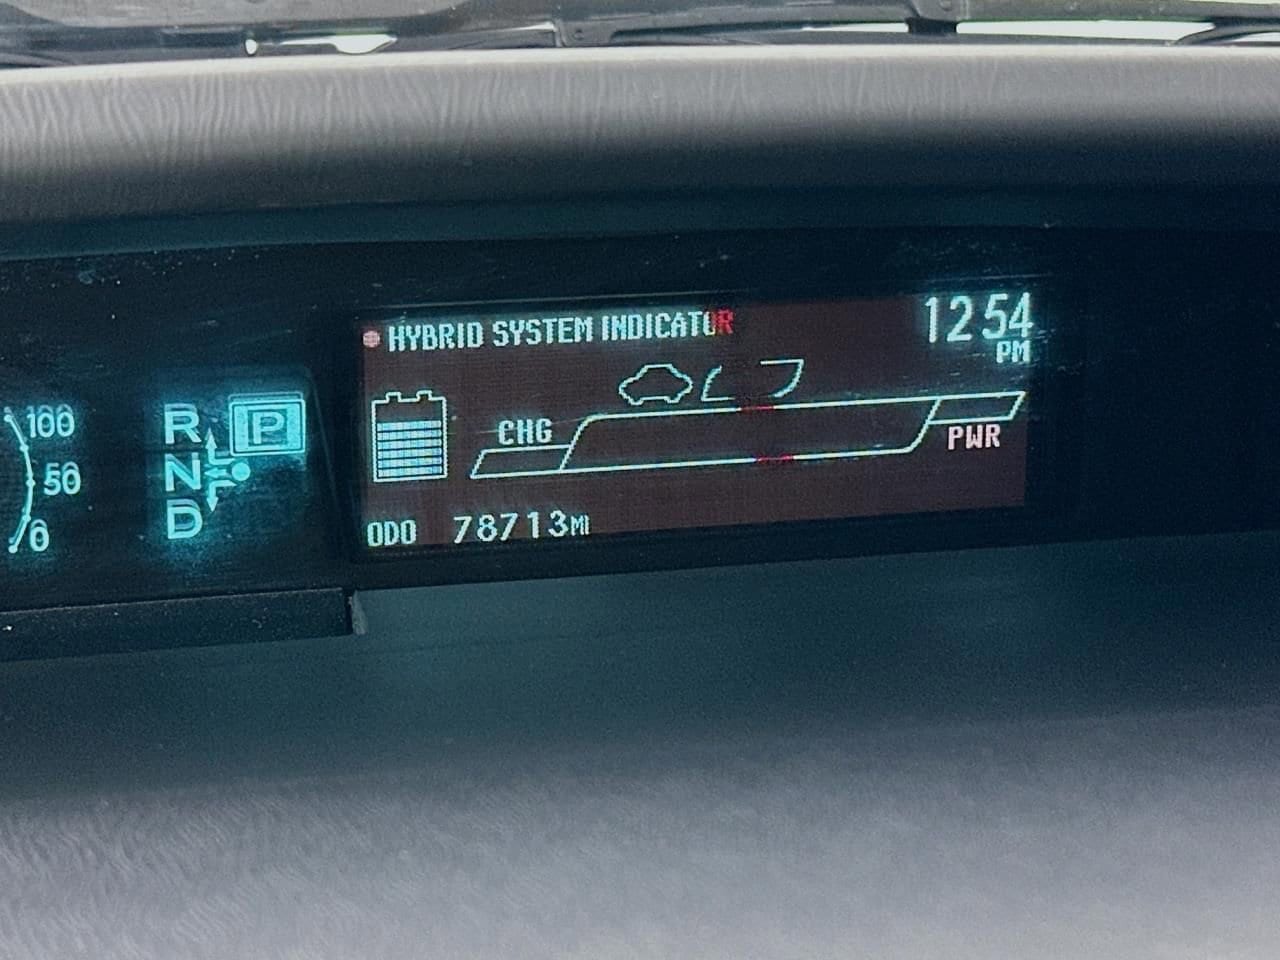 HYBRID SYSTEM INDICATOR
12 54
PM
100
50
0
R
P
N
D
CHG
PWR
ODO 78713MI